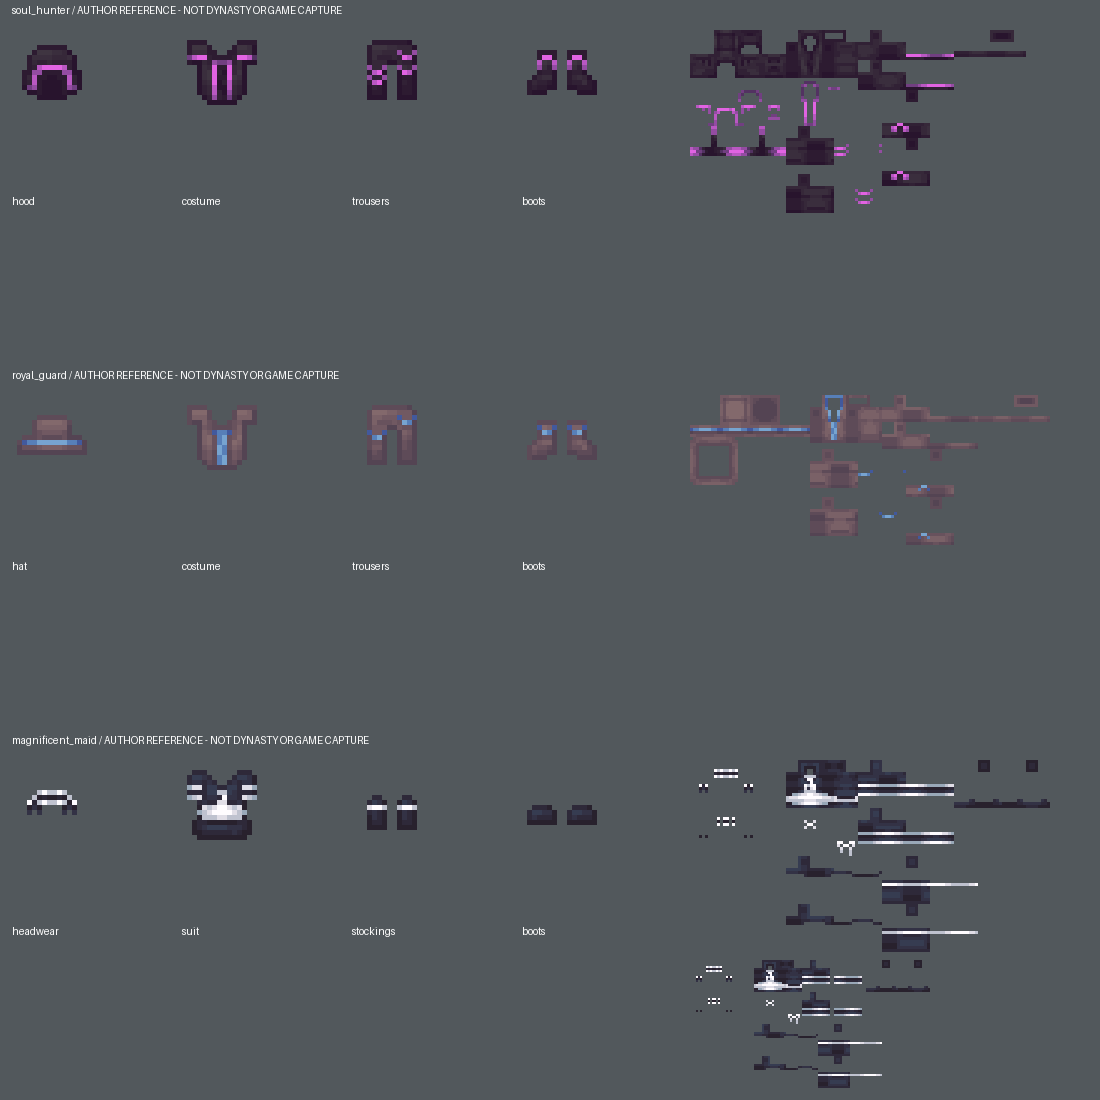 soul_hunter / AUTHOR REFERENCE - NOT DYNASTY OR GAME CAPTURE
hood costume trousers boots
royal_guard / AUTHOR REFERENCE - NOT DYNASTY OR GAME CAPTURE
hat costume trousers boots
magnificent_maid / AUTHOR REFERENCE - NOT DYNASTY OR GAME CAPTURE
headwear suit stockings boots